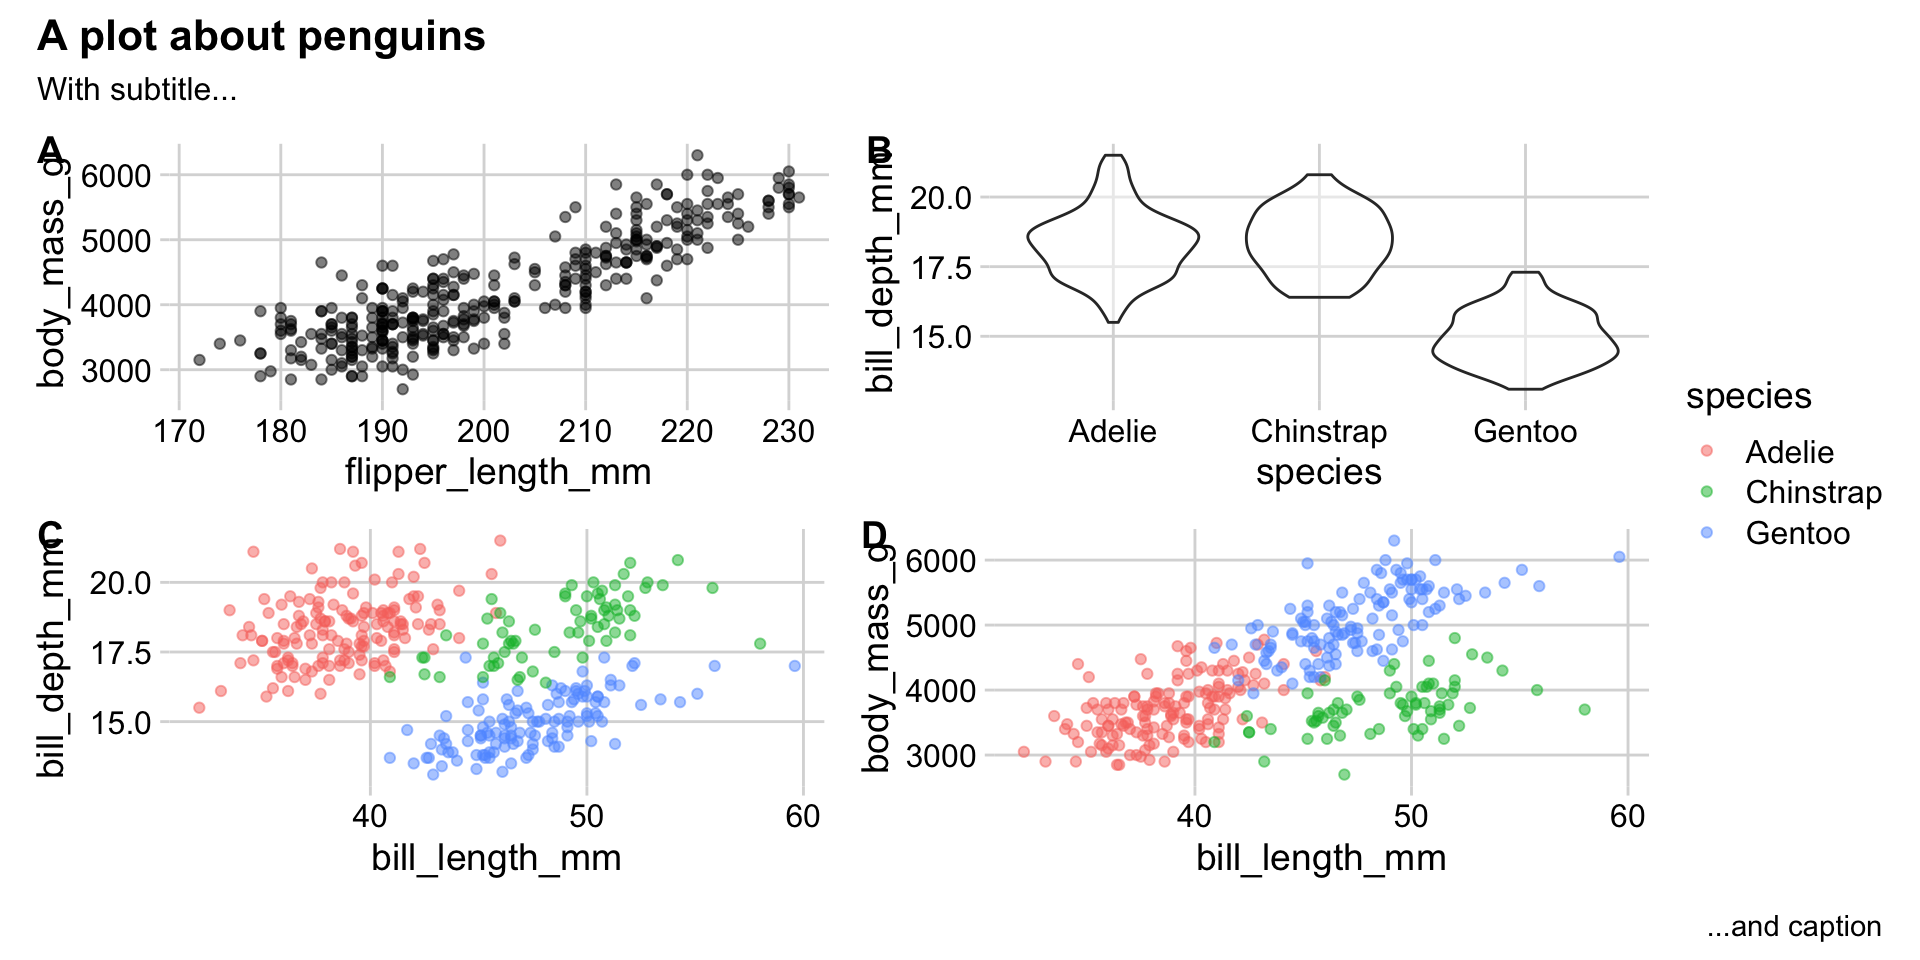 A plot about penguins
With subtitle...
A
body_mass_g
6000
5000
4000
3000
170 180 190 200 210 220 230
flipper_length_mm
B
bill_depth_mm
20.0
17.5
15.0
Adelie Chinstrap Gentoo
species
species
Adelie
Chinstrap
Gentoo
C
bill_depth_mm
20.0
17.5
15.0
40 50 60
bill_length_mm
D
body_mass_g
6000
5000
4000
3000
40 50 60
bill_length_mm
...and caption